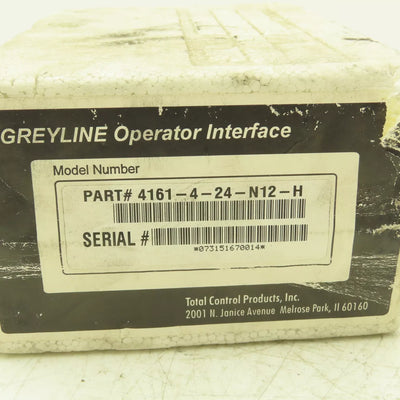 GREYLINE Operator Interface
Model Number
PART# 4161-4-24-N12-H
SERIAL #
*073151670014*
Total Control Products, Inc.
2001 N. Janice Avenue Melrose Park, Il 60160